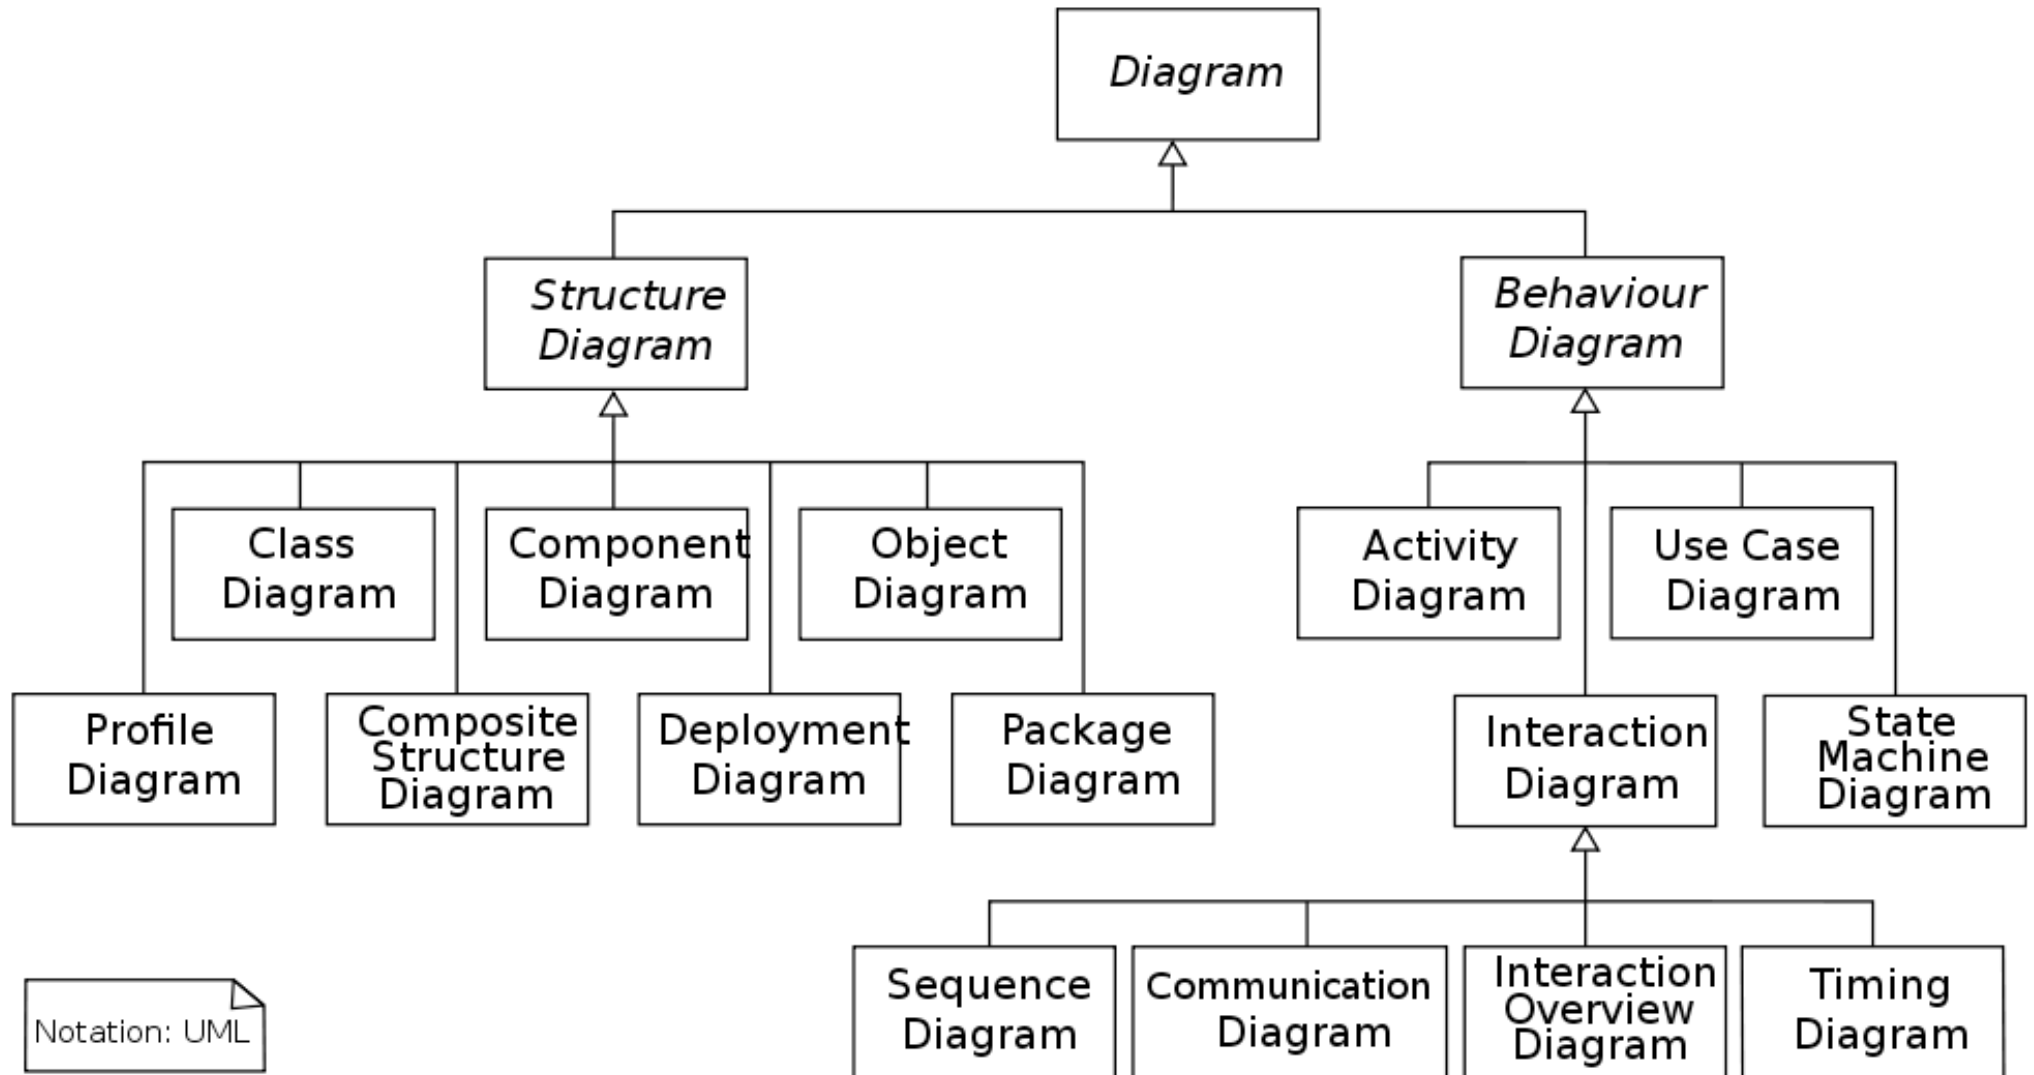 Diagram
Structure
Diagram
Behaviour
Diagram
Class
Diagram
Component
Diagram
Object
Diagram
Activity
Diagram
Use Case
Diagram
Profile
Diagram
Composite
Structure
Diagram
Deployment
Diagram
Package
Diagram
Interaction
Diagram
State
Machine
Diagram
Sequence
Diagram
Communication
Diagram
Interaction
Overview
Diagram
Timing
Diagram
Notation: UML